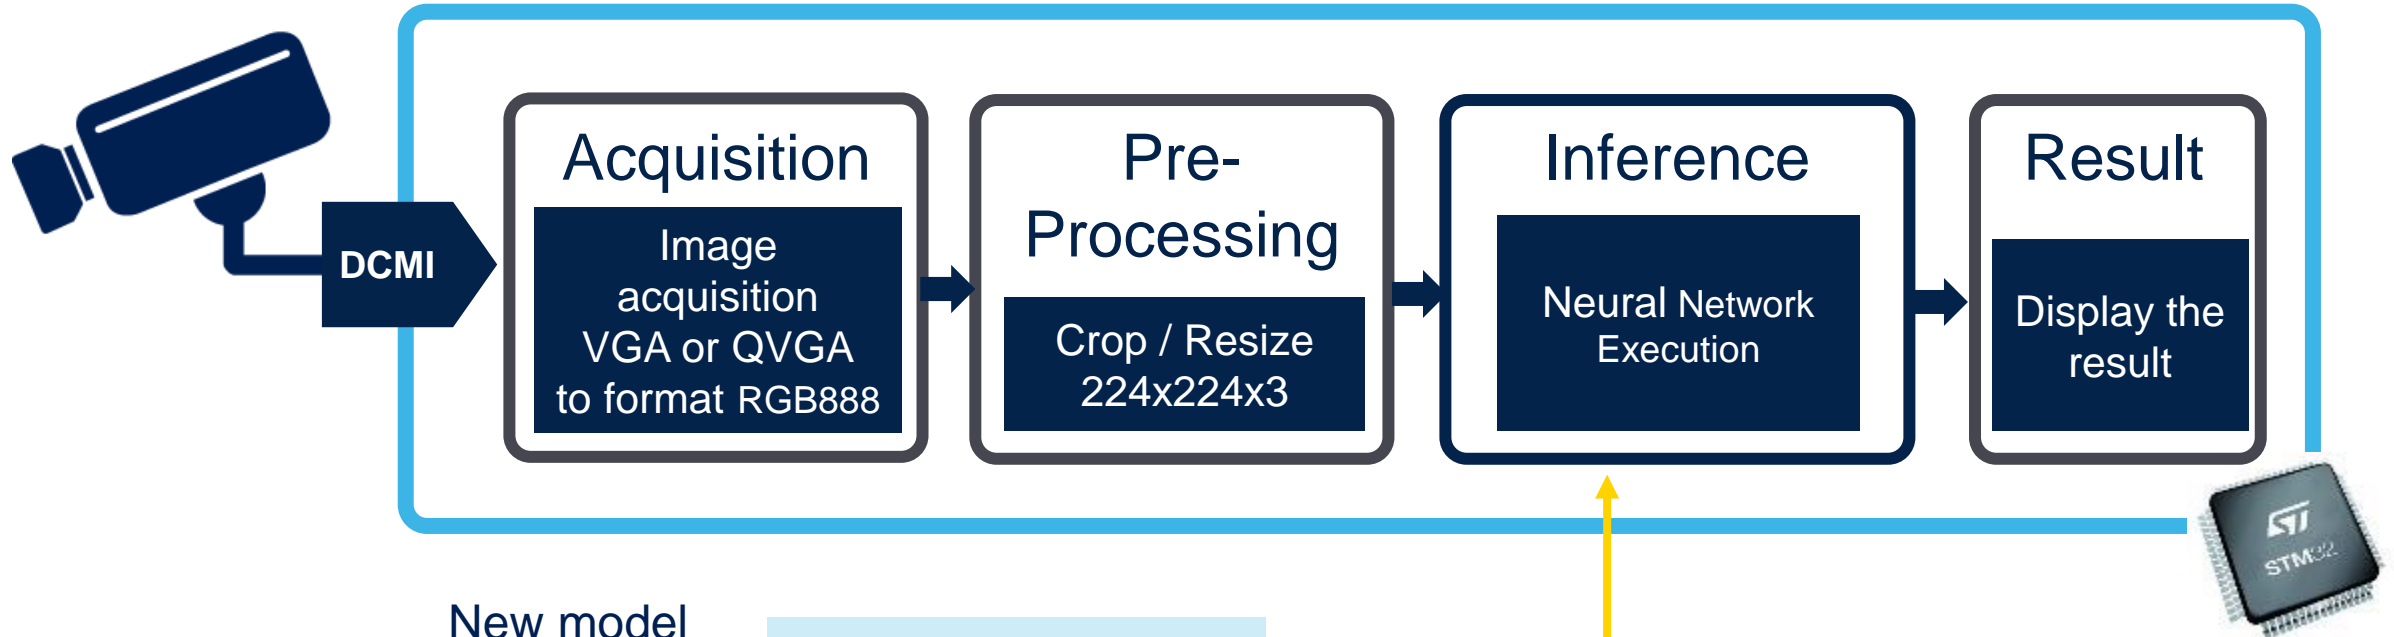 DCMI
Acquisition
Image
acquisition
VGA or QVGA
to format RGB888
Pre-
Processing
Crop / Resize
224x224x3
Inference
Neural Network
Execution
Result
Display the
result
ST
STM32
New model